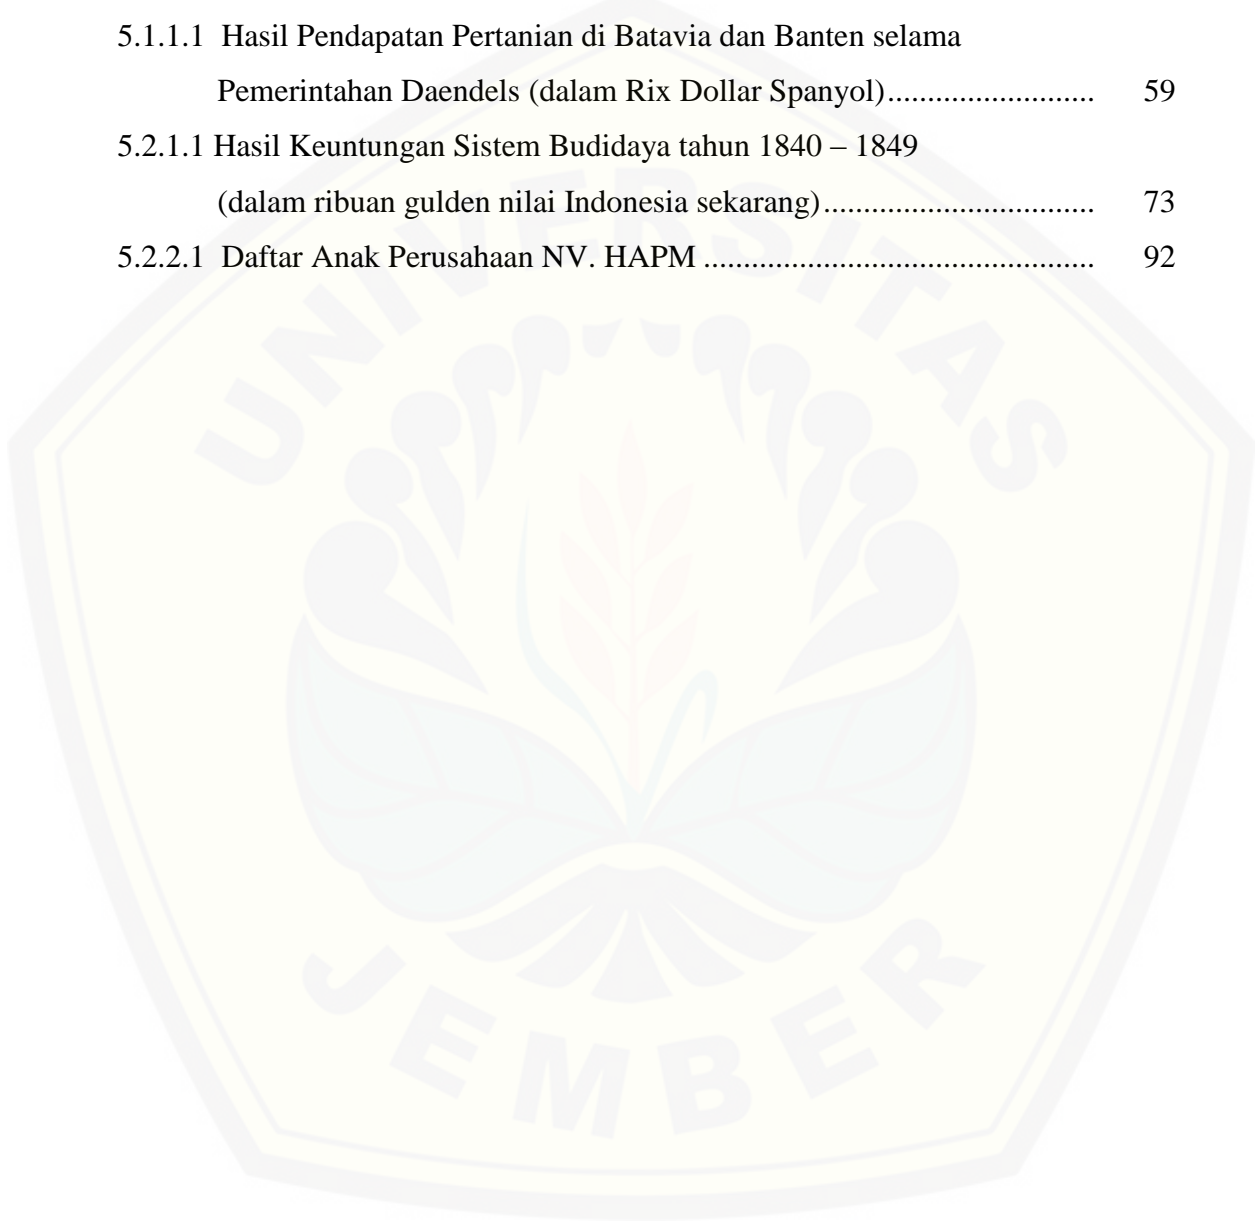 5.1.1.1 Hasil Pendapatan Pertanian di Batavia dan Banten selama
Pemerintahan Daendels (dalam Rix Dollar Spanyol).......................... 59
5.2.1.1 Hasil Keuntungan Sistem Budidaya tahun 1840 – 1849
(dalam ribuan gulden nilai Indonesia sekarang).................................. 73
5.2.2.1 Daftar Anak Perusahaan NV. HAPM ................................................. 92
UNIVERSITAS
JEMBER